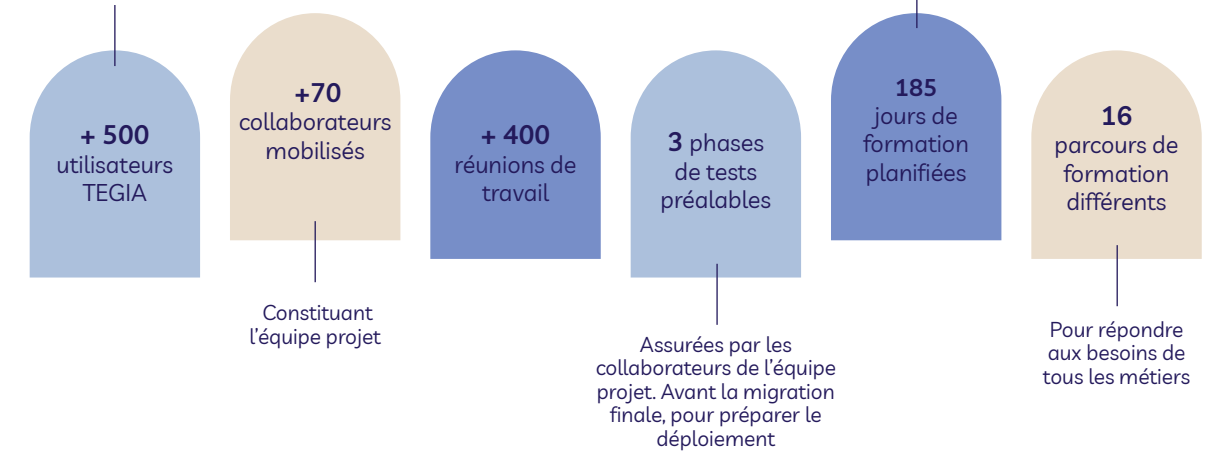 + 500
utilisateurs
TEGIA
+70
collaborateurs
mobilisés
Constituant
l'équipe projet
+ 400
réunions de
travail
3 phases
de tests
préalables
Assurées par les
collaborateurs de l'équipe
projet. Avant la migration
finale, pour préparer le
déploiement
185
jours de
formation
planifiées
16
parcours de
formation
différents
Pour répondre
aux besoins de
tous les métiers